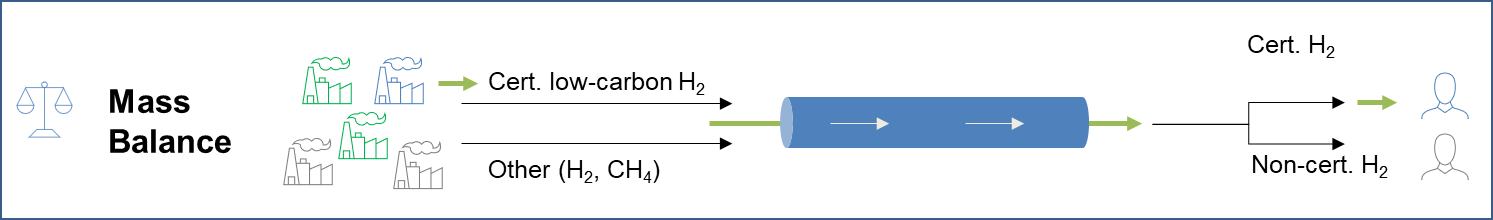 Mass
Balance
Cert. low-carbon H₂
Other (H₂, CH₄)
Cert. H₂
Non-cert. H₂